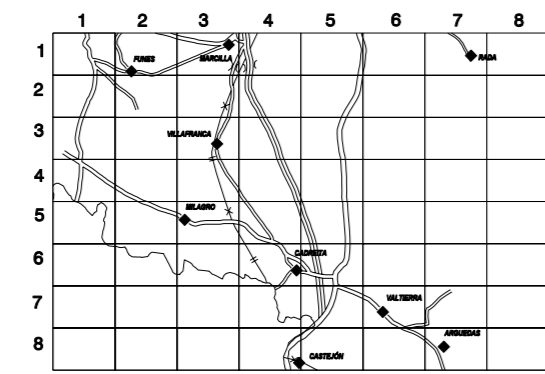 1 2 3 4 5 6 7 8
1
FUNES
MARCILLA
RADA
2
3
VILLAFRANCA
4
5
MILAGRO
6
CADREITA
7
VALTIERRA
8
ARGUEDAS
CASTEJÓN